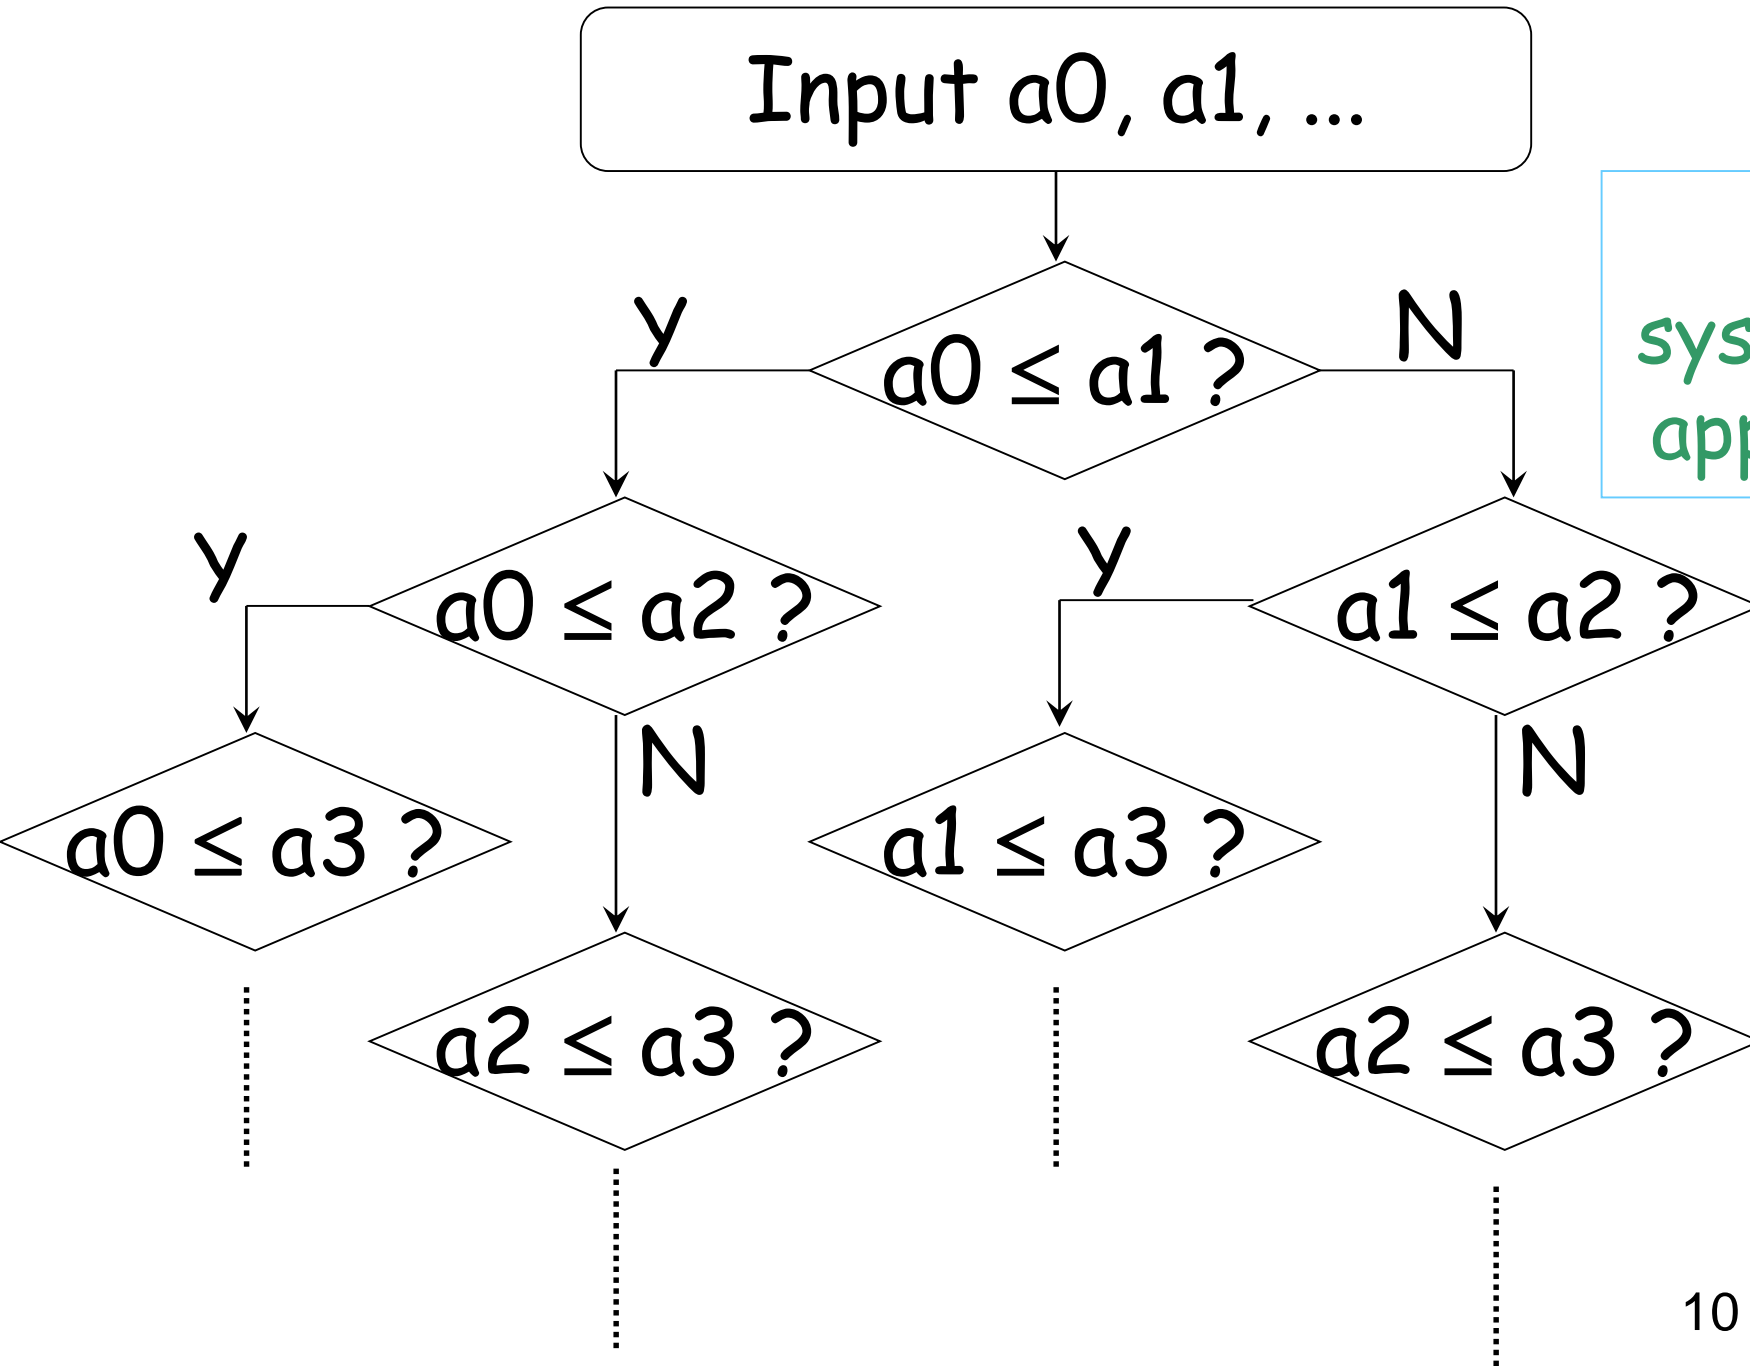 Input a0, a1, ...
Y
N
a0 ≤ a1 ?
Y
Y
a0 ≤ a2 ?
a1 ≤ a2 ?
N
N
a0 ≤ a3 ?
a1 ≤ a3 ?
a2 ≤ a3 ?
a2 ≤ a3 ?
10